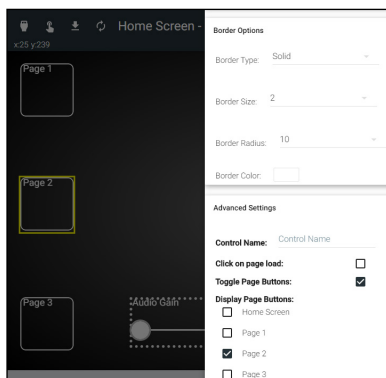 Home Screen -
x:25 y:239
Page 1
Page 2
Page 3
Audio Gain
Border Options
Border Type: Solid
Border Size: 2
Border Radius: 10
Border Color:
Advanced Settings
Control Name: Control Name
Click on page load:
Toggle Page Buttons:
Display Page Buttons:
Home Screen
Page 1
Page 2
Page 3